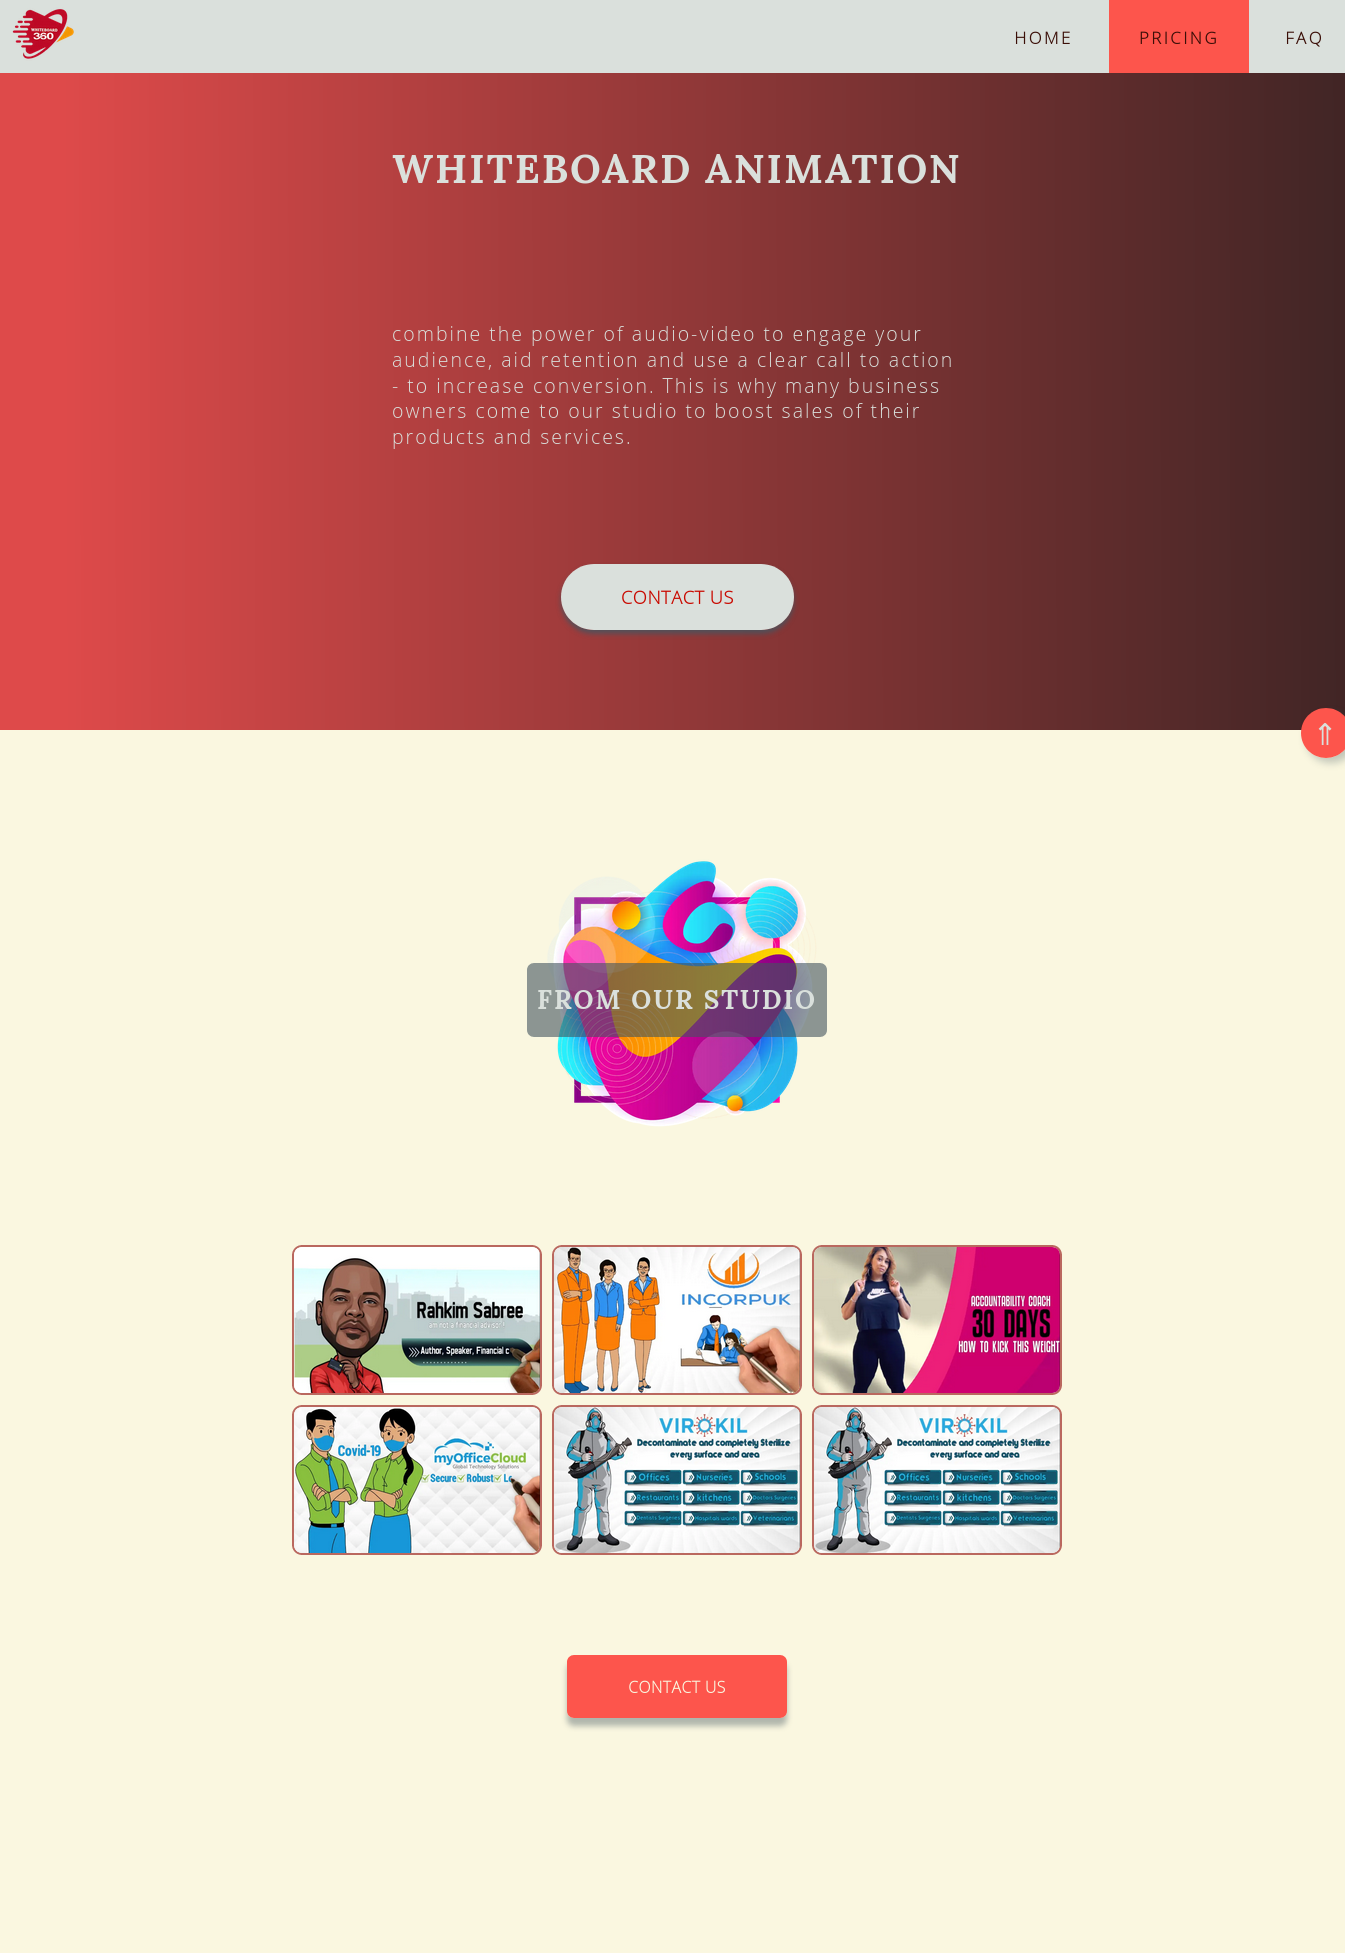 WHITEBOARD
360
HOME
PRICING
FAQ
WHITEBOARD ANIMATION
combine the power of audio-video to engage your
audience, aid retention and use a clear call to action
- to increase conversion. This is why many business
owners come to our studio to boost sales of their
products and services.
CONTACT US
⇑
FROM OUR STUDIO
Rahkim Sabree
I am not a financial advisor!
Author, Speaker, Financial c
INCORPUK
ACCOUNTABILITY COACH
30 DAYS
HOW TO KICK THIS WEIGHT
Covid-19
myOfficeCloud
Global Technology Solutions
Secure Robust Lo
VIROKIL
Decontaminate and completely Sterilize
every surface and area
Offices
Nurseries
Schools
Restaurants
kitchens
Doctors Surgeries
Dentists Surgeries
Hospitals wards
Veterinarians
VIROKIL
Decontaminate and completely Sterilize
every surface and area
Offices
Nurseries
Schools
Restaurants
kitchens
Doctors Surgeries
Dentists Surgeries
Hospitals wards
Veterinarians
CONTACT US